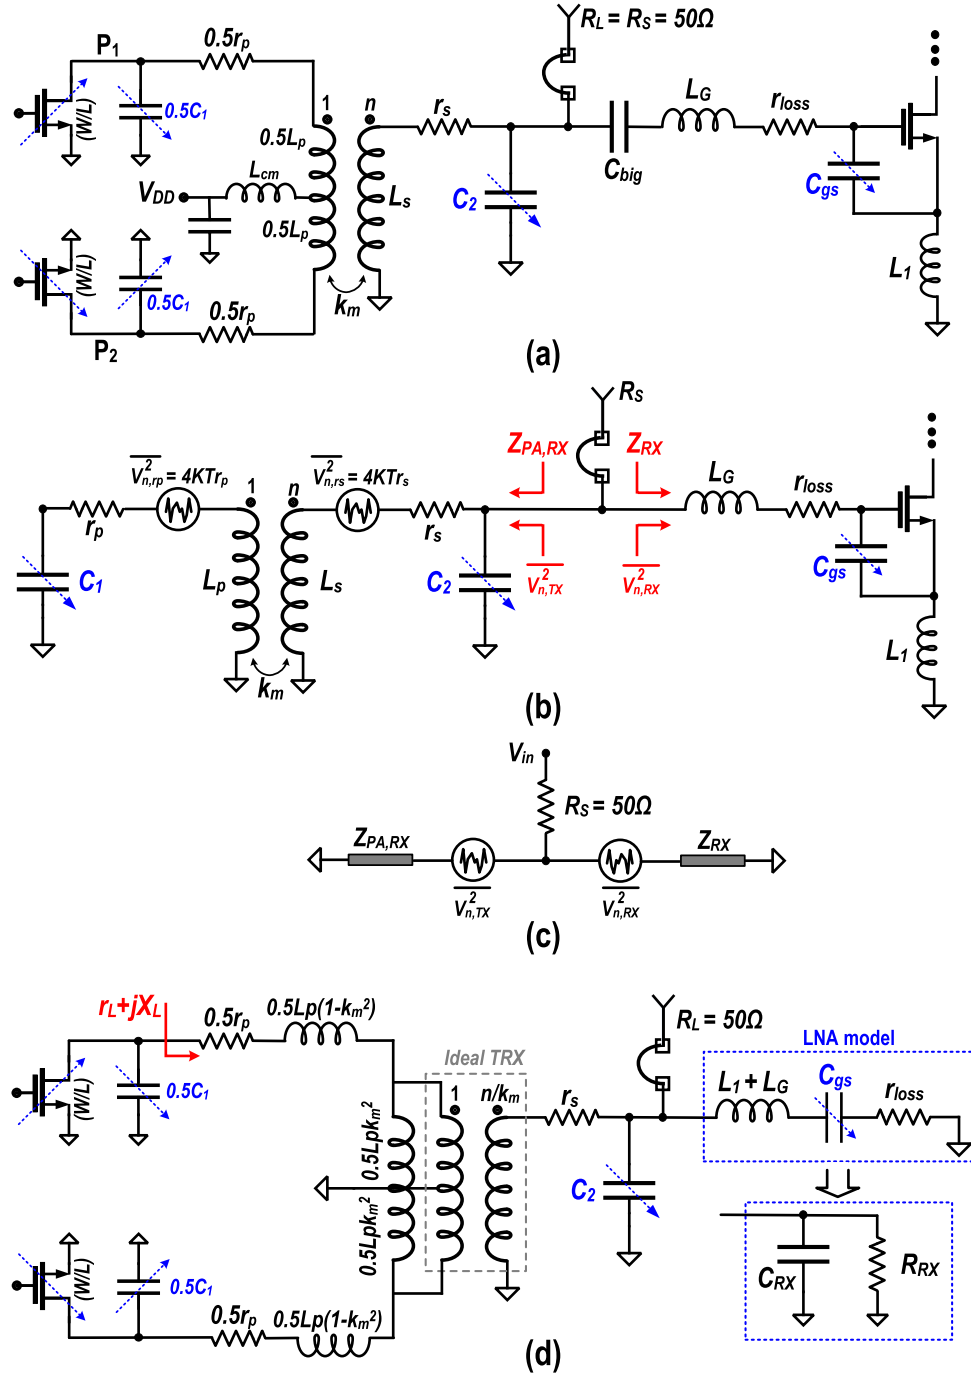 P1
0.5rp
RL = RS = 50Ω
(W/L)
0.5C1
1
n
rs
LG
rloss
0.5Lp
Lcm
VDD
Ls
C2
Cbig
Cgs
0.5Lp
(W/L)
0.5C1
km
L1
P2
0.5rp
(a)
RS
V²n,rp = 4KTrp
V²n,rs = 4KTrs
ZPA,RX
ZRX
LG
rloss
1
n
rp
rs
C1
Lp
Ls
C2
V²n,TX
V²n,RX
Cgs
L1
km
(b)
Vin
RS = 50Ω
ZPA,RX
ZRX
V²n,TX
V²n,RX
(c)
rL+jXL
0.5rp
0.5Lp(1-km²)
RL = 50Ω
LNA model
Ideal TRX
(W/L)
0.5C1
1
n/km
rs
L1 + LG
Cgs
rloss
0.5Lpkm²
C2
0.5Lpkm²
(W/L)
0.5C1
CRX
RRX
0.5rp
0.5Lp(1-km²)
(d)